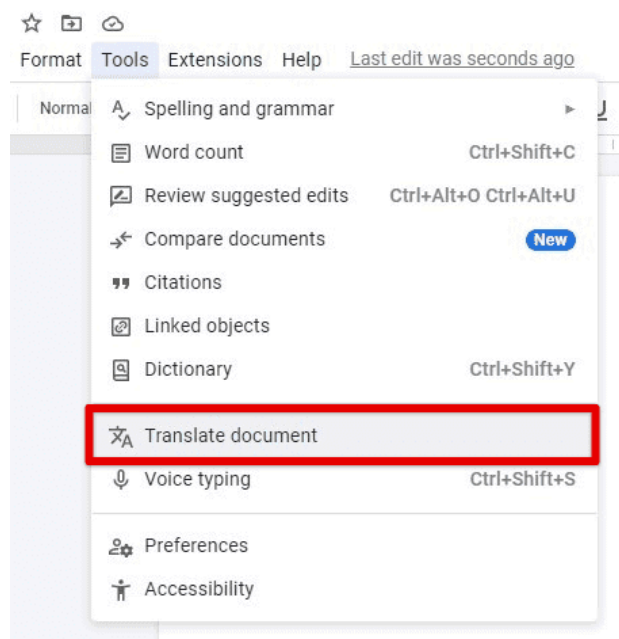 Format Tools Extensions Help Last edit was seconds ago
Normal
Spelling and grammar
Word count Ctrl+Shift+C
Review suggested edits Ctrl+Alt+O Ctrl+Alt+U
Compare documents New
Citations
Linked objects
Dictionary Ctrl+Shift+Y
Translate document
Voice typing Ctrl+Shift+S
Preferences
Accessibility